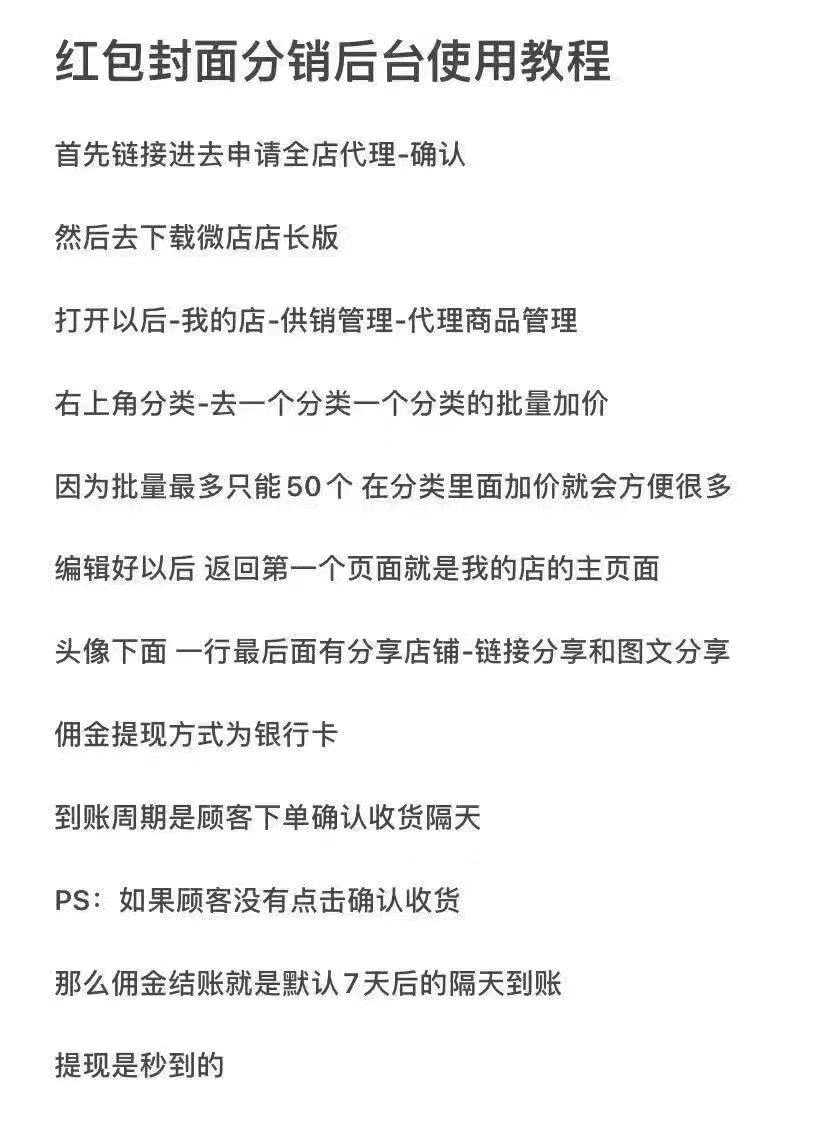 红包封面分销后台使用教程
首先链接进去申请全店代理-确认
然后去下载微店店长版
打开以后-我的店-供销管理-代理商品管理
右上角分类-去一个分类一个分类的批量加价
因为批量最多只能50个 在分类里面加价就会方便很多
编辑好以后 返回第一个页面就是我的店的主页面
头像下面 一行最后面有分享店铺-链接分享和图文分享
佣金提现方式为银行卡
到账周期是顾客下单确认收货隔天
PS：如果顾客没有点击确认收货
那么佣金结账就是默认7天后的隔天到账
提现是秒到的